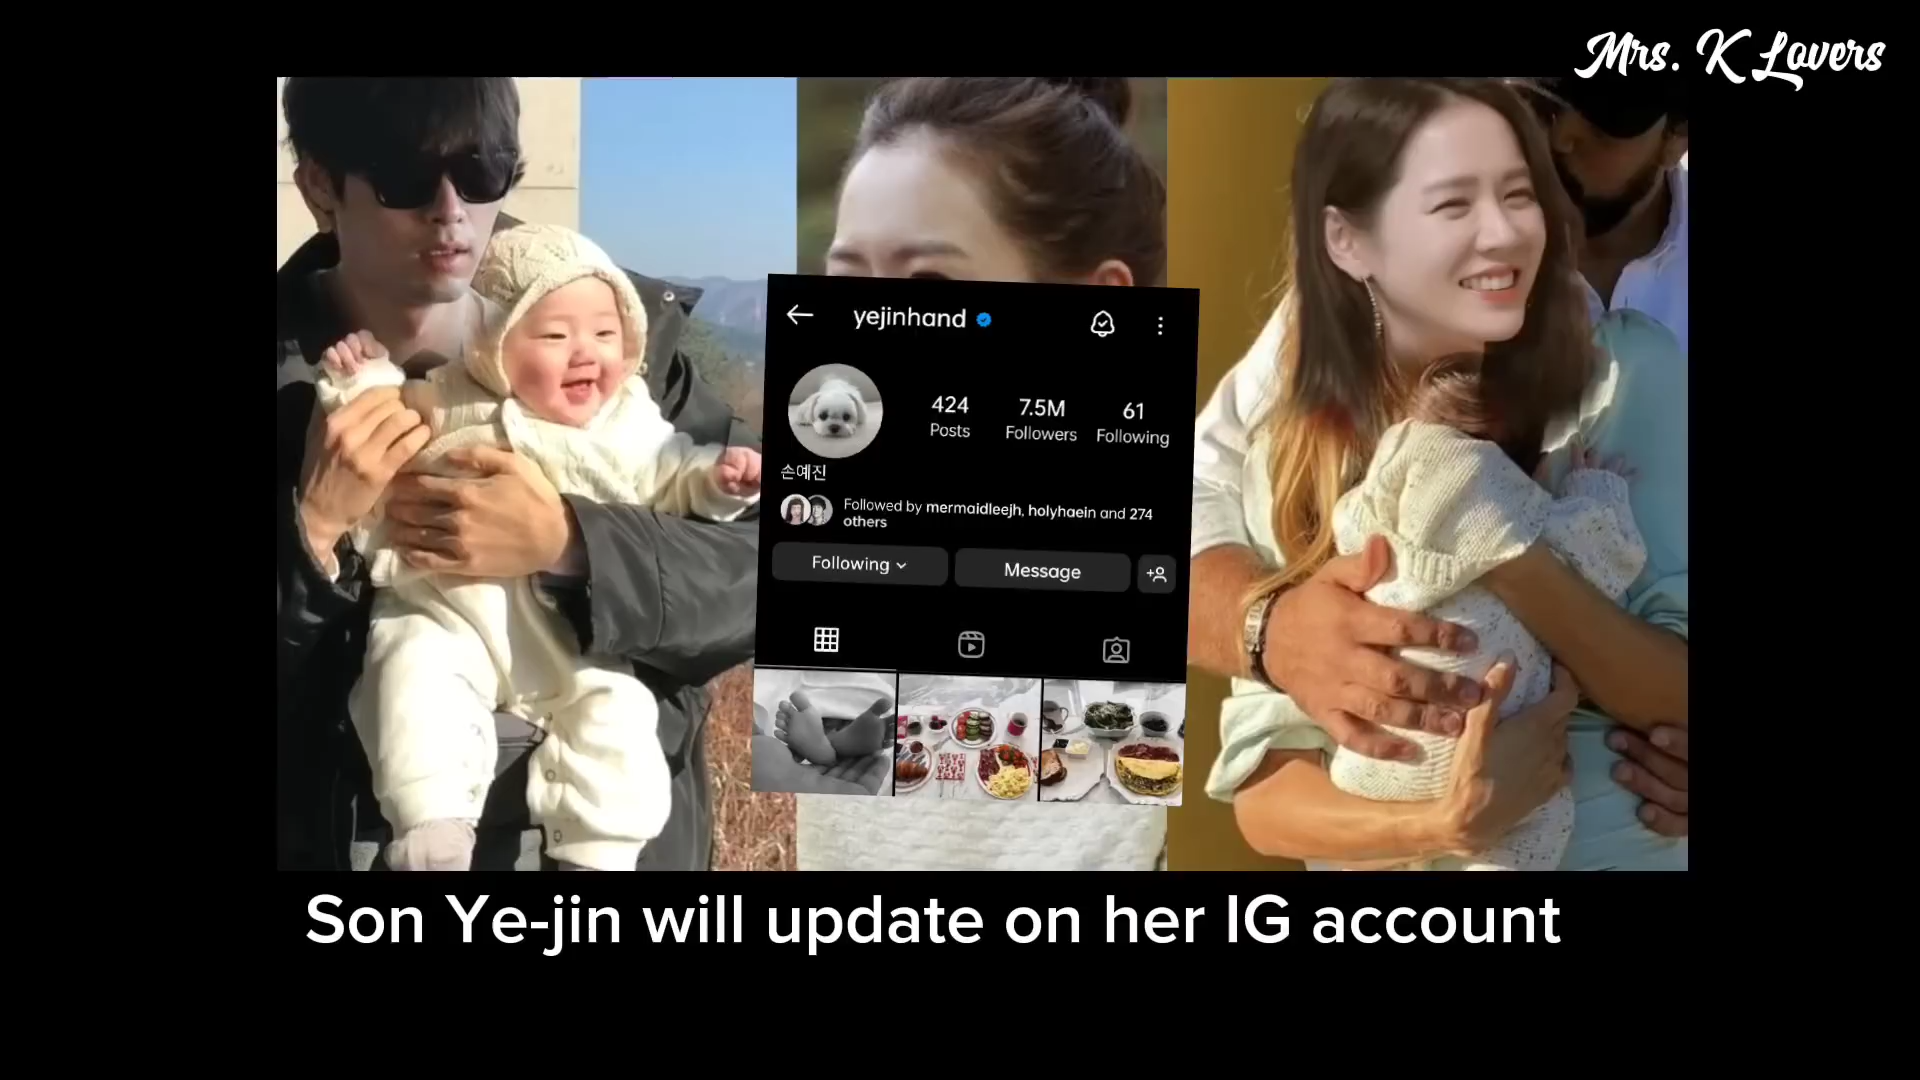 Mrs. K Lovers
yejinhand
424
7.5M
61
Posts
Followers
Following
손예진
Followed by mermaidleejh, holyhaein and 274
others
Following
Message
Son Ye-jin will update on her IG account